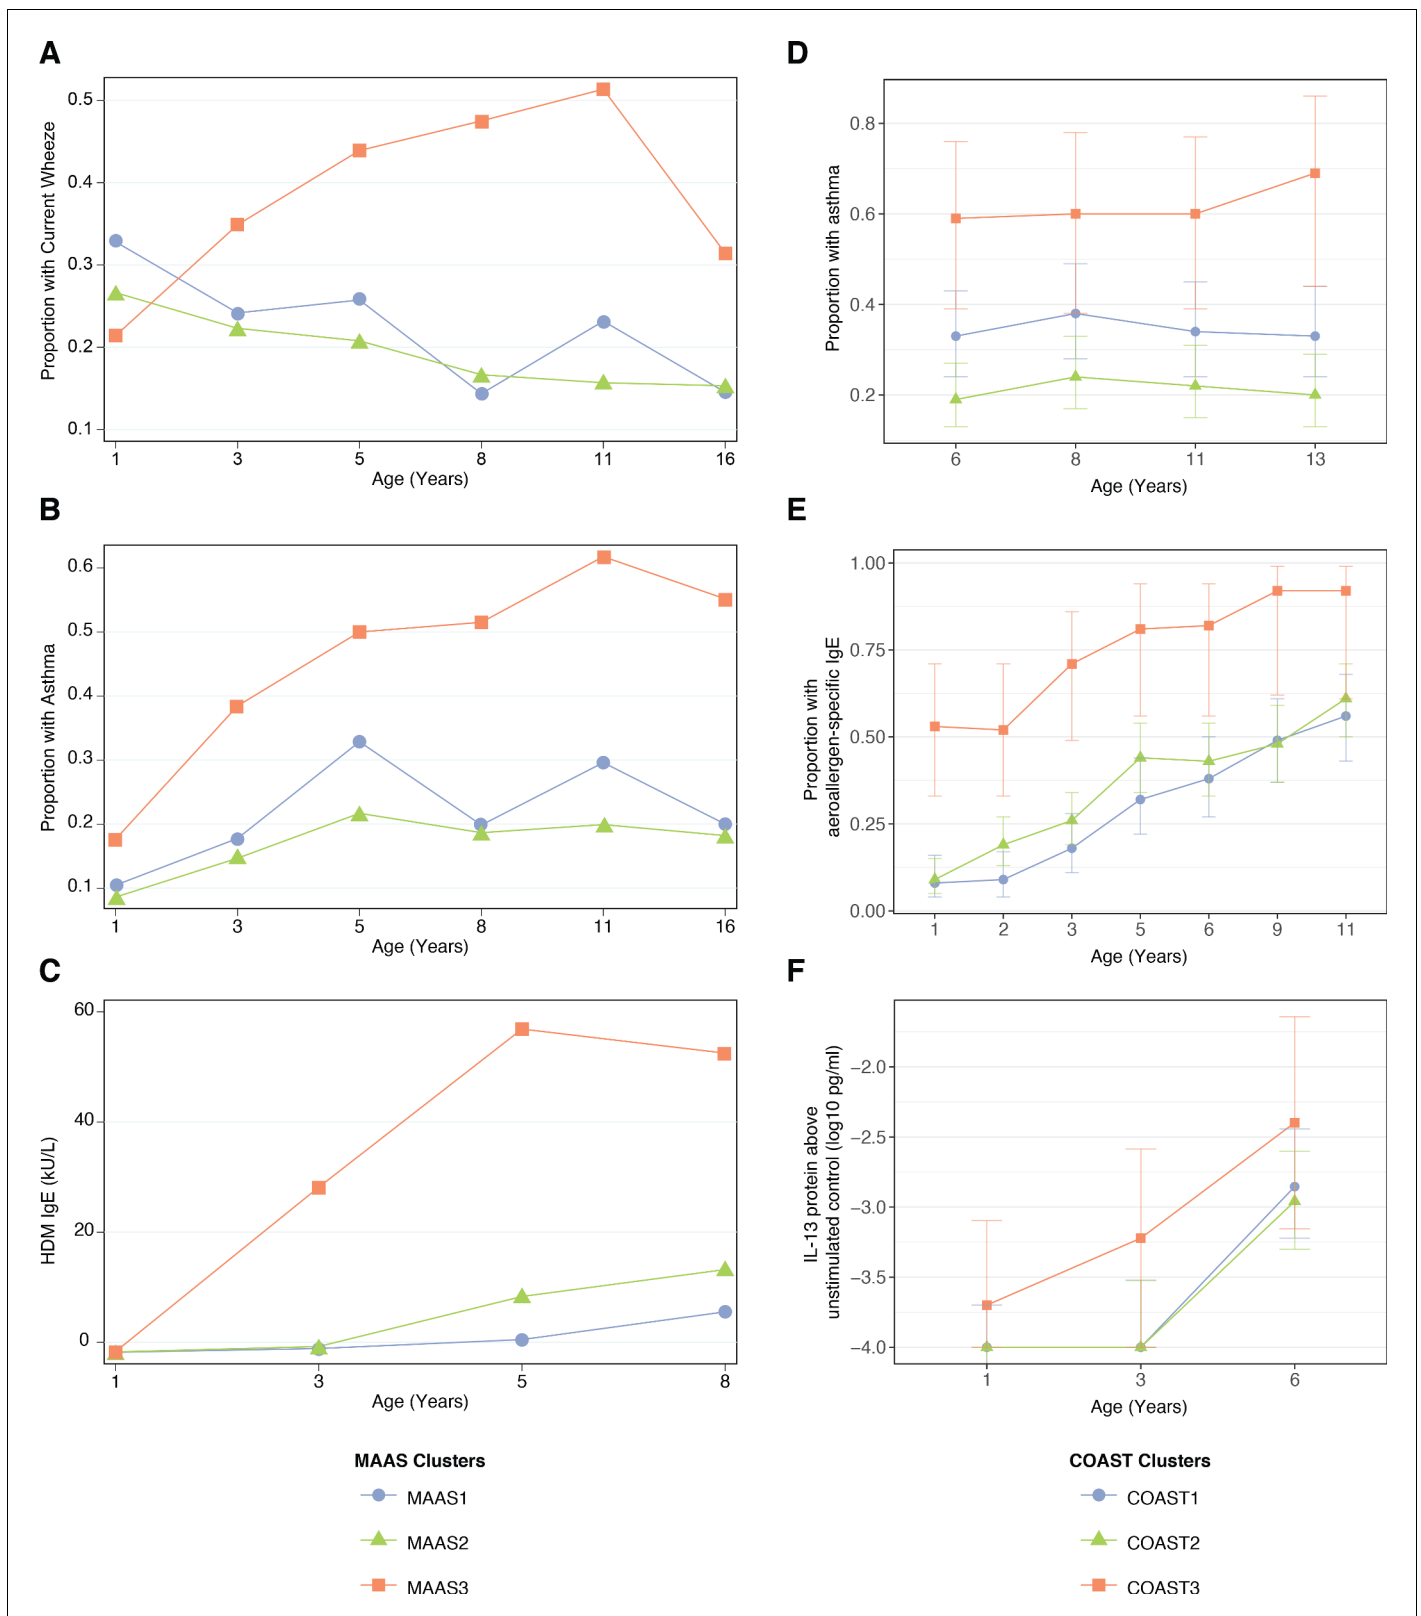 A
Proportion with Current Wheeze
0.5
0.4
0.3
0.2
0.1
1 3 5 8 11 16
Age (Years)
B
Proportion with Asthma
0.6
0.5
0.4
0.3
0.2
0.1
1 3 5 8 11 16
Age (Years)
C
HDM IgE (kU/L)
60
40
20
0
1 3 5 8
Age (Years)
MAAS Clusters
MAAS1
MAAS2
MAAS3
D
Proportion with asthma
0.8
0.6
0.4
0.2
6 8 11 13
Age (Years)
E
Proportion with
aeroallergen-specific IgE
1.00
0.75
0.50
0.25
0.00
1 2 3 5 6 9 11
Age (Years)
F
IL-13 protein above
unstimulated control (log10 pg/ml)
−2.0
−2.5
−3.0
−3.5
−4.0
1 3 6
Age (Years)
COAST Clusters
COAST1
COAST2
COAST3